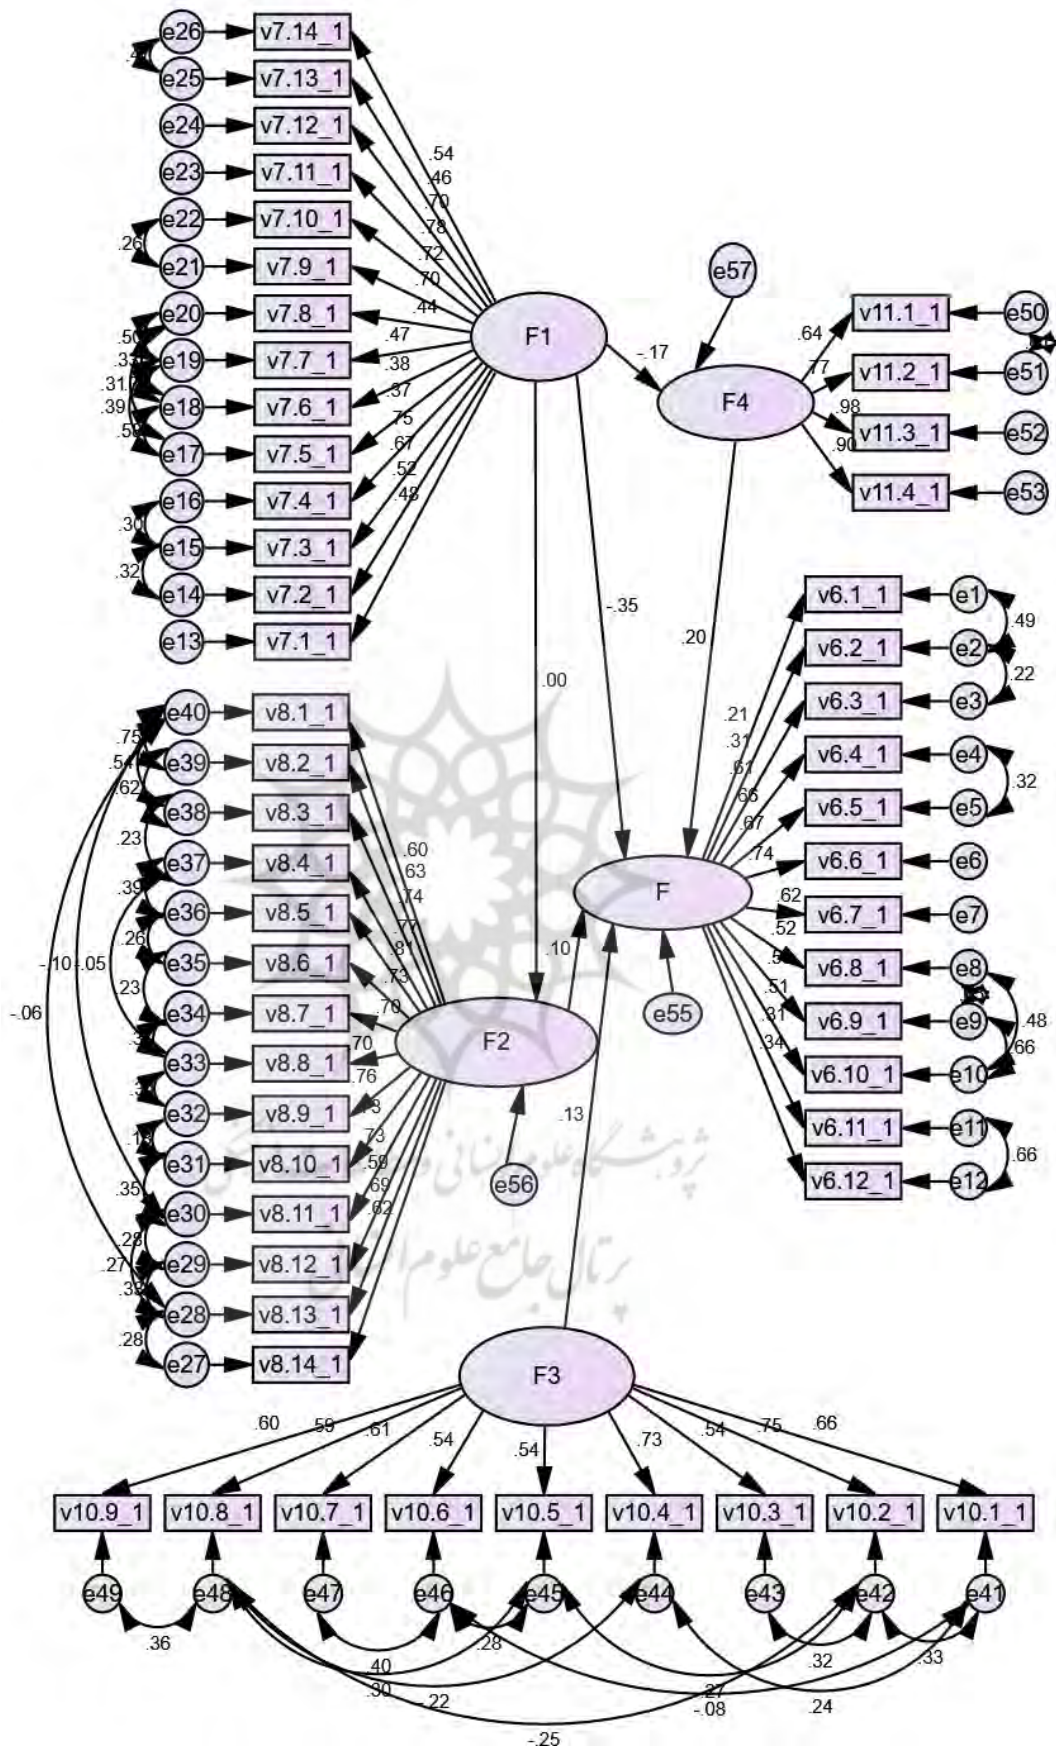 e26 v7.14_1
e25 v7.13_1
e24 v7.12_1
e23 v7.11_1
e22 v7.10_1
.26
e21 v7.9_1
e20 v7.8_1
.50
e19 v7.7_1
.31
e18 v7.6_1
.39
e17 v7.5_1
e16 v7.4_1
.30
e15 v7.3_1
.32
e14 v7.2_1
e13 v7.1_1
.54
.46
.70
.78
.72
.70
.44
.47
.38
.37
.75
.67
.52
.48
F1
-.17
e57
F4
.64
.77
.98
.90
v11.1_1 e50
v11.2_1 e51
v11.3_1 e52
v11.4_1 e53
-.35
.20
.00
v6.1_1 e1
.49
v6.2_1 e2
.22
v6.3_1 e3
v6.4_1 e4
.32
v6.5_1 e5
v6.6_1 e6
v6.7_1 e7
v6.8_1 e8
v6.9_1 e9
.48
.66
v6.10_1 e10
v6.11_1 e11
.66
v6.12_1 e12
.21
.31
.61
.66
.67
.74
.62
.52
.51
.31
.34
F
.10
e55
.13
e40 v8.1_1
.75
.54
e39 v8.2_1
.62
e38 v8.3_1
.23
e37 v8.4_1
.39
e36 v8.5_1
.26
e35 v8.6_1
.23
e34 v8.7_1
e33 v8.8_1
e32 v8.9_1
e31 v8.10_1
.35
e30 v8.11_1
.28
.27
e29 v8.12_1
.33
e28 v8.13_1
.28
e27 v8.14_1
-.10
-.05
-.06
.60
.63
.74
.77
.81
.73
.70
.70
.76
.73
.59
.69
.62
F2
e56
پژوهشگاه علوم انسانی و مطالعات فرهنگی
پرتال جامع علوم انسانی
F3
.60 .59 .61 .54 .54 .73 .54 .75 .66
v10.9_1 v10.8_1 v10.7_1 v10.6_1 v10.5_1 v10.4_1 v10.3_1 v10.2_1 v10.1_1
e49 e48 e47 e46 e45 e44 e43 e42 e41
.36 .28 .32 .33
.40
.30 -.22 .27 -.08 .24
-.25